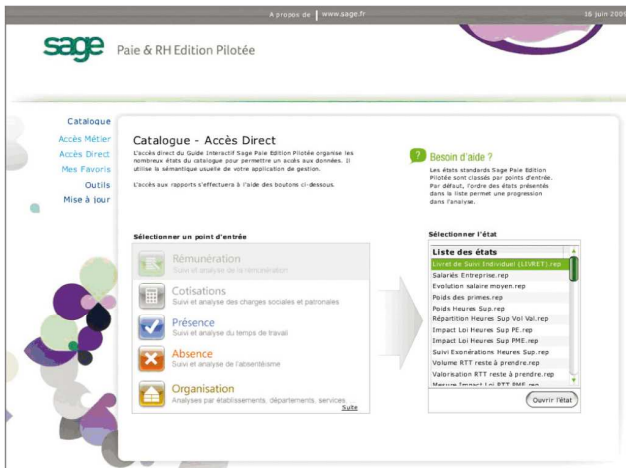 A propos de | www.sage.fr
16 juin 2009
sage Paie & RH Edition Pilotée
Catalogue
Accès Métier
Accès Direct
Mes Favoris
Outils
Mise à jour
Catalogue - Accès Direct
L'accès direct du Guide Interactif Sage Paie Edition Pilotée organise les
nombreux états du catalogue pour permettre un accès aux données. Il
utilise la sémantique usuelle de votre application de gestion.
L'accès aux rapports s'effectuera à l'aide des boutons ci-dessous.
? Besoin d'aide ?
Les états standards Sage Paie Edition
Pilotée sont classés par points d'entrée.
Par défaut, l'ordre des états présentés
dans la liste permet une progression
dans l'analyse.
Sélectionner un point d'entrée
Rémunération
Suivi et analyse de la rémunération
Cotisations
Suivi et analyse des charges sociales et patronales
Présence
Suivi et analyse du temps de travail
Absence
Suivi et analyse de l'absentéisme
Organisation
Analyses par établissements, départements, services
Suite
Sélectionner l'état
Liste des états
Livret de Suivi Individuel (LIVRET).rep
Salariés Entreprise.rep
Evolution salaire moyen.rep
Poids des primes.rep
Poids Heures Sup.rep
Répartition Heures Sup Vol Val.rep
Impact Loi Heures Sup PE.rep
Impact Loi Heures Sup PME.rep
Suivi Exonérations Heures Sup.rep
Volume RTT reste à prendre.rep
Valorisation RTT reste à prendre.rep
Mesure Impact Loi RTT PME.rep
Ouvrir l'état